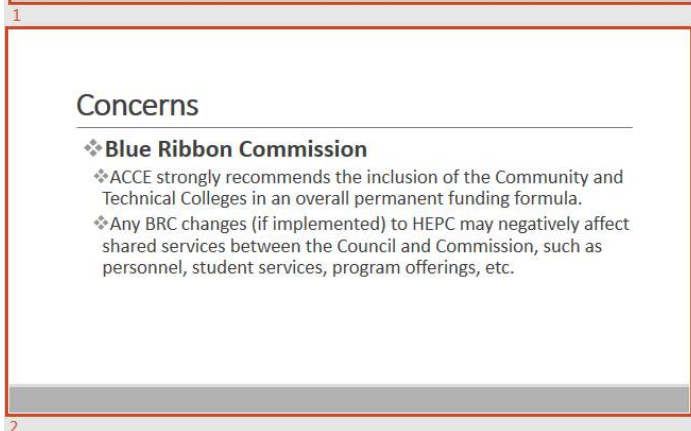 1
Concerns
❖Blue Ribbon Commission
❖ACCE strongly recommends the inclusion of the Community and
Technical Colleges in an overall permanent funding formula.
❖Any BRC changes (if implemented) to HEPC may negatively affect
shared services between the Council and Commission, such as
personnel, student services, program offerings, etc.
2